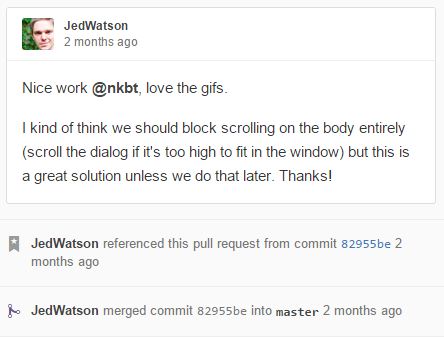 JedWatson
2 months ago
Nice work @nkbt, love the gifs.
I kind of think we should block scrolling on the body entirely
(scroll the dialog if it's too high to fit in the window) but this is
a great solution unless we do that later. Thanks!
JedWatson referenced this pull request from commit 82955be 2
months ago
JedWatson merged commit 82955be into master 2 months ago